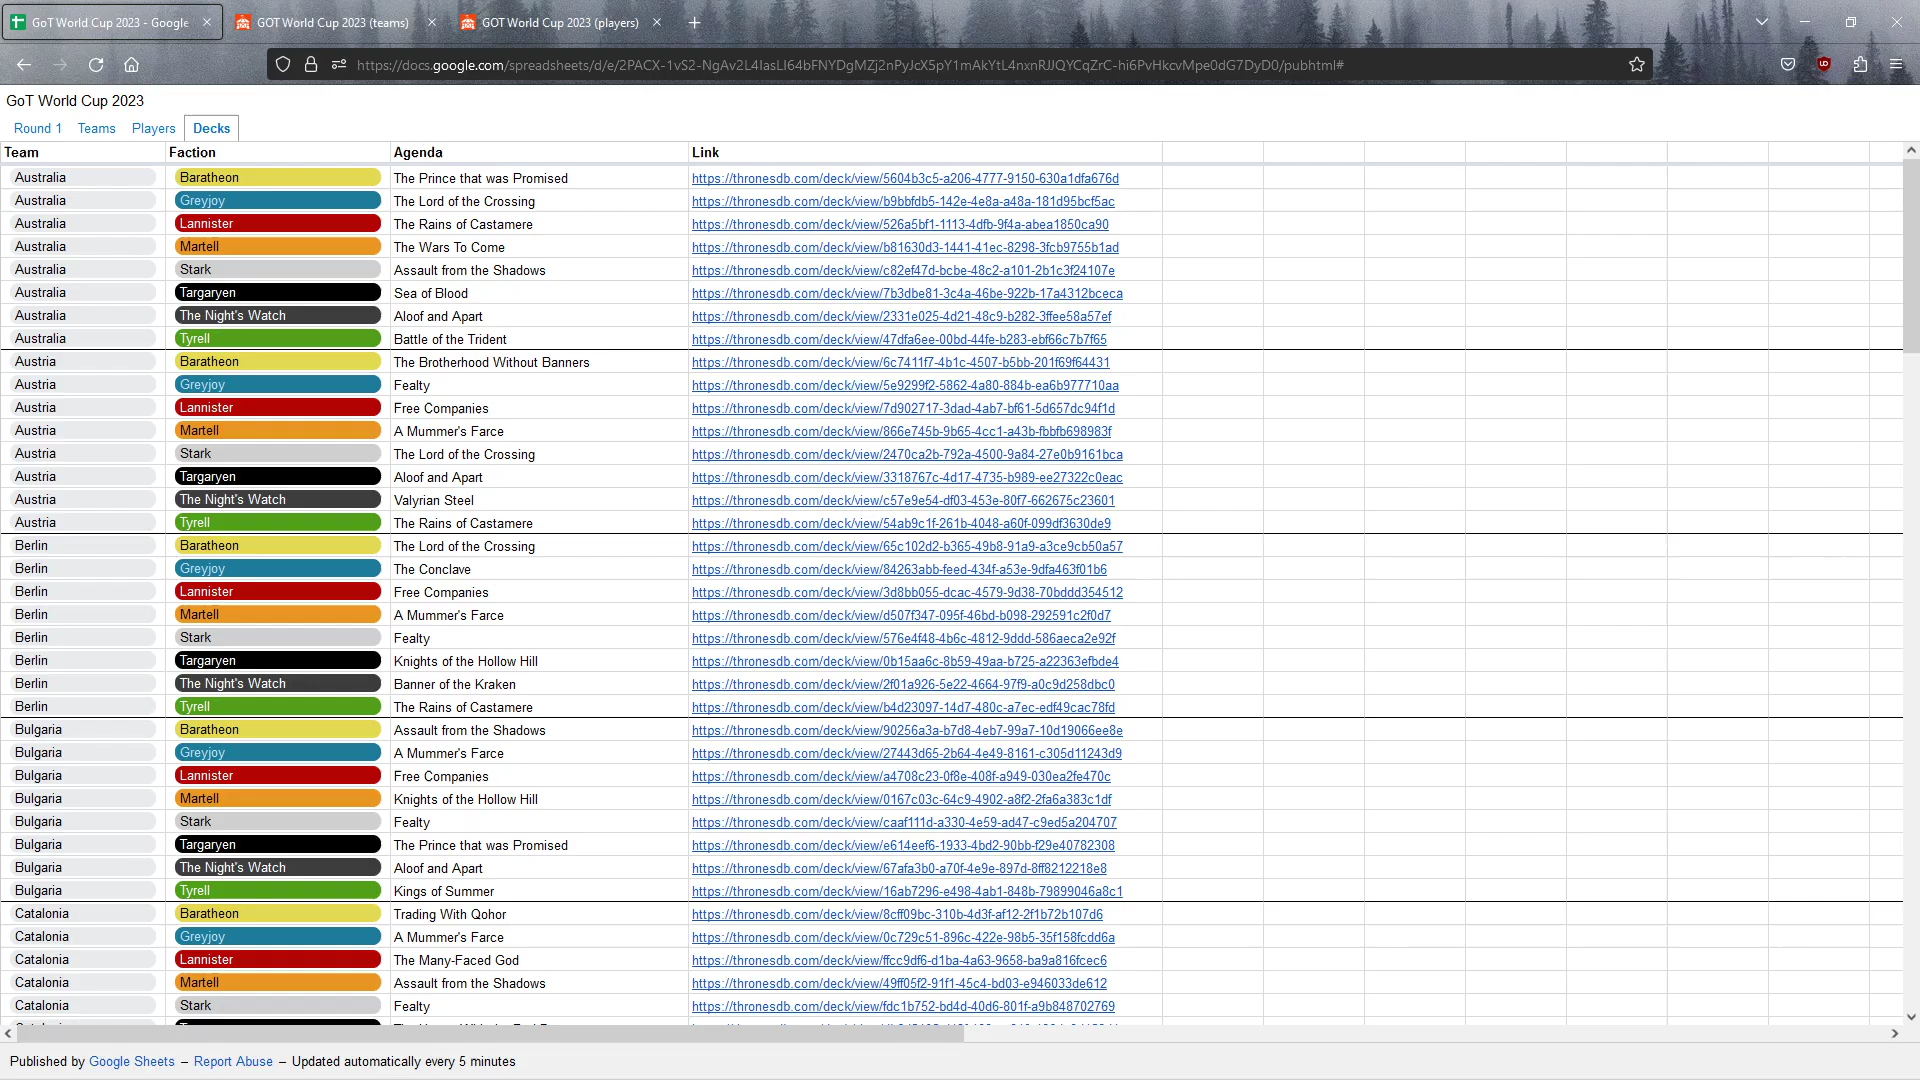 GoT World Cup 2023 - Google
GOT World Cup 2023 (teams)
GOT World Cup 2023 (players)
https://docs.google.com/spreadsheets/d/e/2PACX-1vS2-NgAv2L4IasLI64bFNYDgMZj2nPyJcX5pY1mAkYtL4nxnRJJQYCqZrC-hi6PvHkcvMpe0dG7DyD0/pubhtml#
GoT World Cup 2023
Round 1 Teams Players Decks
Team Faction Agenda Link
Australia Baratheon The Prince that was Promised https://thronesdb.com/deck/view/5604b3c5-a206-4777-9150-630a1dfa676d
Australia Greyjoy The Lord of the Crossing https://thronesdb.com/deck/view/b9bbfdb5-142e-4e8a-a48a-181d95bcf5ac
Australia Lannister The Rains of Castamere https://thronesdb.com/deck/view/526a5bf1-1113-4dfb-9f4a-abea1850ca90
Australia Martell The Wars To Come https://thronesdb.com/deck/view/b81630d3-1441-41ec-8298-3fcb9755b1ad
Australia Stark Assault from the Shadows https://thronesdb.com/deck/view/c82ef47d-bcbe-48c2-a101-2b1c3f24107e
Australia Targaryen Sea of Blood https://thronesdb.com/deck/view/7b3dbe81-3c4a-46be-922b-17a4312bceca
Australia The Night's Watch Aloof and Apart https://thronesdb.com/deck/view/2331e025-4d21-48c9-b282-3ffee58a57ef
Australia Tyrell Battle of the Trident https://thronesdb.com/deck/view/47dfa6ee-00bd-44fe-b283-ebf66c7b7f65
Austria Baratheon The Brotherhood Without Banners https://thronesdb.com/deck/view/6c7411f7-4b1c-4507-b5bb-201f69f64431
Austria Greyjoy Fealty https://thronesdb.com/deck/view/5e9299f2-5862-4a80-884b-ea6b977710aa
Austria Lannister Free Companies https://thronesdb.com/deck/view/7d902717-3dad-4ab7-bf61-5d657dc94f1d
Austria Martell A Mummer's Farce https://thronesdb.com/deck/view/866e745b-9b65-4cc1-a43b-fbbfb698983f
Austria Stark The Lord of the Crossing https://thronesdb.com/deck/view/2470ca2b-792a-4500-9a84-27e0b9161bca
Austria Targaryen Aloof and Apart https://thronesdb.com/deck/view/3318767c-4d17-4735-b989-ee27322c0eac
Austria The Night's Watch Valyrian Steel https://thronesdb.com/deck/view/c57e9e54-df03-453e-80f7-662675c23601
Austria Tyrell The Rains of Castamere https://thronesdb.com/deck/view/54ab9c1f-261b-4048-a60f-099df3630de9
Berlin Baratheon The Lord of the Crossing https://thronesdb.com/deck/view/65c102d2-b365-49b8-91a9-a3ce9cb50a57
Berlin Greyjoy The Conclave https://thronesdb.com/deck/view/84263abb-feed-434f-a53e-9dfa463f01b6
Berlin Lannister Free Companies https://thronesdb.com/deck/view/3d8bb055-dcac-4579-9d38-70bddd354512
Berlin Martell A Mummer's Farce https://thronesdb.com/deck/view/d507f347-095f-46bd-b098-292591c2f0d7
Berlin Stark Fealty https://thronesdb.com/deck/view/576e4f48-4b6c-4812-9ddd-586aeca2e92f
Berlin Targaryen Knights of the Hollow Hill https://thronesdb.com/deck/view/0b15aa6c-8b59-49aa-b725-a22363efbde4
Berlin The Night's Watch Banner of the Kraken https://thronesdb.com/deck/view/2f01a926-5e22-4664-97f9-a0c9d258dbc0
Berlin Tyrell The Rains of Castamere https://thronesdb.com/deck/view/b4d23097-14d7-480c-a7ec-edf49cac78fd
Bulgaria Baratheon Assault from the Shadows https://thronesdb.com/deck/view/90256a3a-b7d8-4eb7-99a7-10d19066ee8e
Bulgaria Greyjoy A Mummer's Farce https://thronesdb.com/deck/view/27443d65-2b64-4e49-8161-c305d11243d9
Bulgaria Lannister Free Companies https://thronesdb.com/deck/view/a4708c23-0f8e-408f-a949-030ea2fe470c
Bulgaria Martell Knights of the Hollow Hill https://thronesdb.com/deck/view/0167c03c-64c9-4902-a8f2-2fa6a383c1df
Bulgaria Stark Fealty https://thronesdb.com/deck/view/caaf111d-a330-4e59-ad47-c9ed5a204707
Bulgaria Targaryen The Prince that was Promised https://thronesdb.com/deck/view/e614eef6-1933-4bd2-90bb-f29e40782308
Bulgaria The Night's Watch Aloof and Apart https://thronesdb.com/deck/view/67afa3b0-a70f-4e9e-897d-8ff8212218e8
Bulgaria Tyrell Kings of Summer https://thronesdb.com/deck/view/16ab7296-e498-4ab1-848b-79899046a8c1
Catalonia Baratheon Trading With Qohor https://thronesdb.com/deck/view/8cff09bc-310b-4d3f-af12-2f1b72b107d6
Catalonia Greyjoy A Mummer's Farce https://thronesdb.com/deck/view/0c729c51-896c-422e-98b5-35f158fcdd6a
Catalonia Lannister The Many-Faced God https://thronesdb.com/deck/view/ffcc9df6-d1ba-4a63-9658-ba9a816fcec6
Catalonia Martell Assault from the Shadows https://thronesdb.com/deck/view/49ff05f2-91f1-45c4-bd03-e946033de612
Catalonia Stark Fealty https://thronesdb.com/deck/view/fdc1b752-bd4d-40d6-801f-a9b848702769
Published by Google Sheets – Report Abuse – Updated automatically every 5 minutes